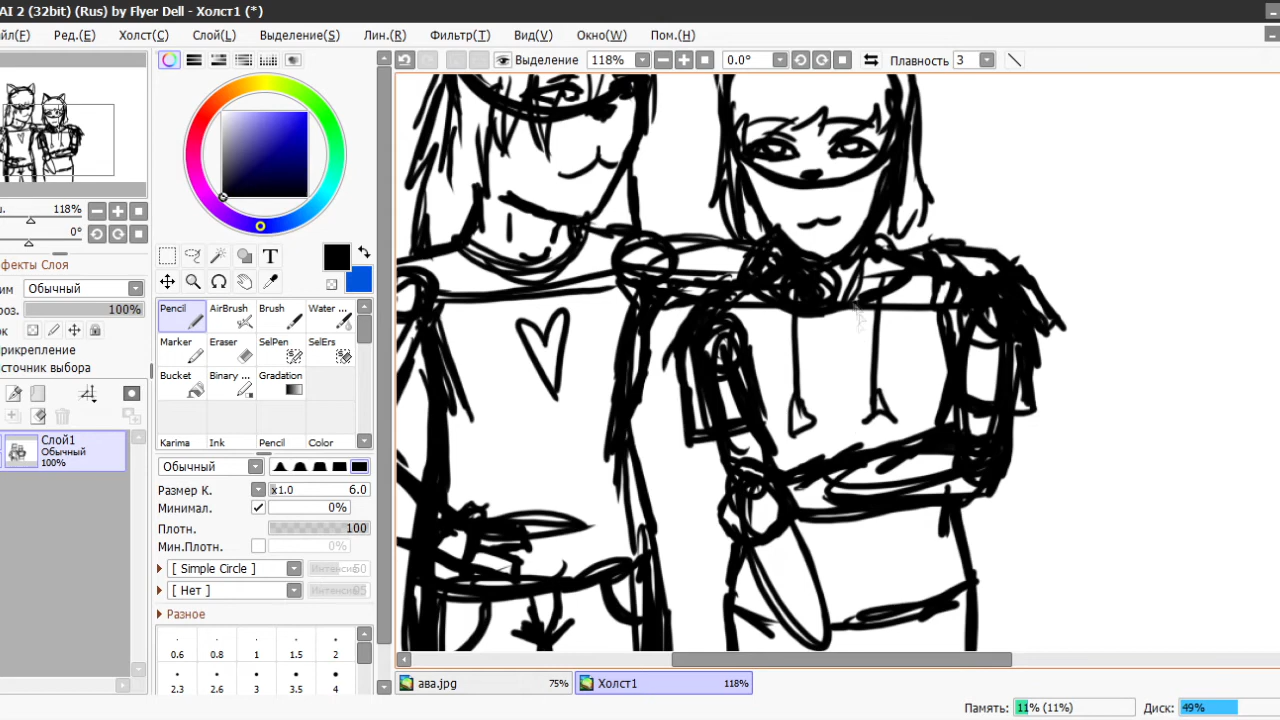 AI 2 (32bit) (Rus) by Flyer Dell - Холст1 (*)
йл(F) Ред.(E) Холст(C) Слой(L) Выделение(S) Лин.(R) Фильтр(T) Вид(V) Окно(W) Пом.(H)
Выделение 118% 0.0° Плавность 3
118%
0°
фекты Слоя
Обычный
100%
рикрепление
сточник выбора
Слой1
Обычный
100%
T
Pencil AirBrush Brush Water ...
Marker Eraser SelPen SelErs
Bucket Binary ... Gradation
Karima Ink Pencil Color
Обычный
Размер К. x1.0 6.0
Минимал. 0%
Плотн. 100
Мин.Плотн. 0%
[ Simple Circle ]
[ Нет ]
Разное
0.6 0.8 1 1.5 2
2.3 2.6 3 3.5 4
ава.jpg 75% Холст1 118%
Память: 11% (11%) Диск: 49%